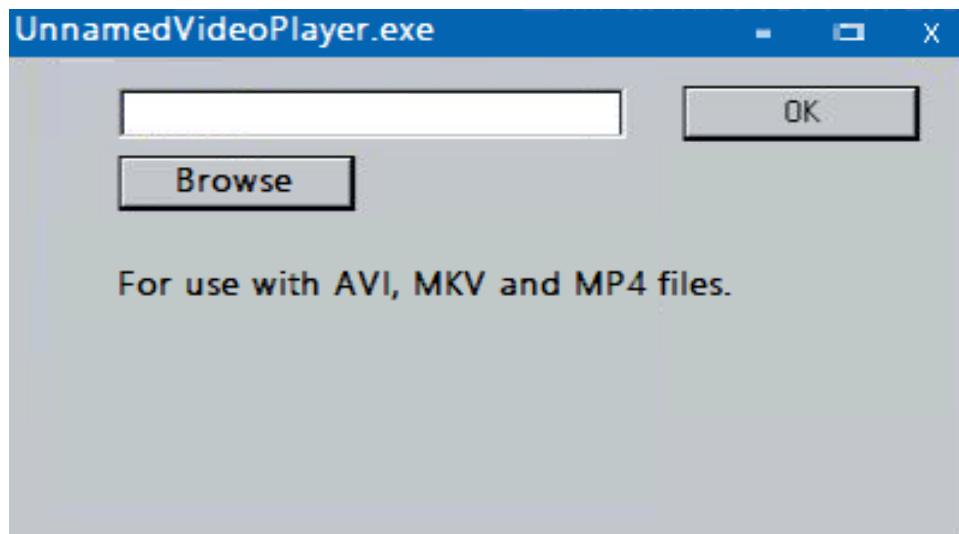 UnnamedVideoPlayer.exe
OK
Browse
For use with AVI, MKV and MP4 files.